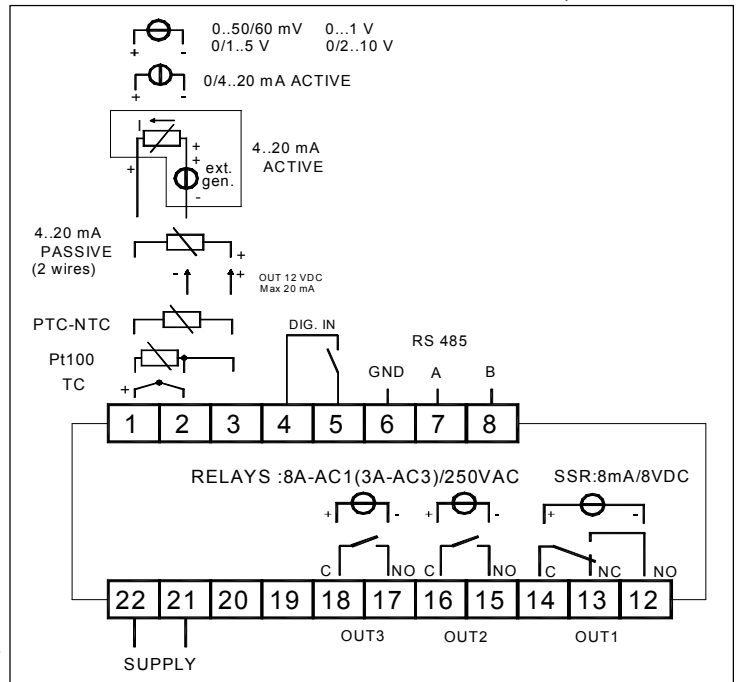 0..50/60 mV 0...1 V
0/1..5 V 0/2..10 V
+ -
0/4..20 mA ACTIVE
+ -
I
+
+
+
ext.
gen.
-
4..20 mA
ACTIVE
4..20 mA
PASSIVE
(2 wires)
+
- +
OUT 12 VDC
Max 20 mA
PTC-NTC
Pt100
TC
+
DIG. IN
RS 485
GND A B
1 2 3 4 5 6 7 8
RELAYS :8A-AC1(3A-AC3)/250VAC SSR:8mA/8VDC
+ - + - + -
C NO C NO C NC NO
22 21 20 19 18 17 16 15 14 13 12
OUT3 OUT2 OUT1
SUPPLY